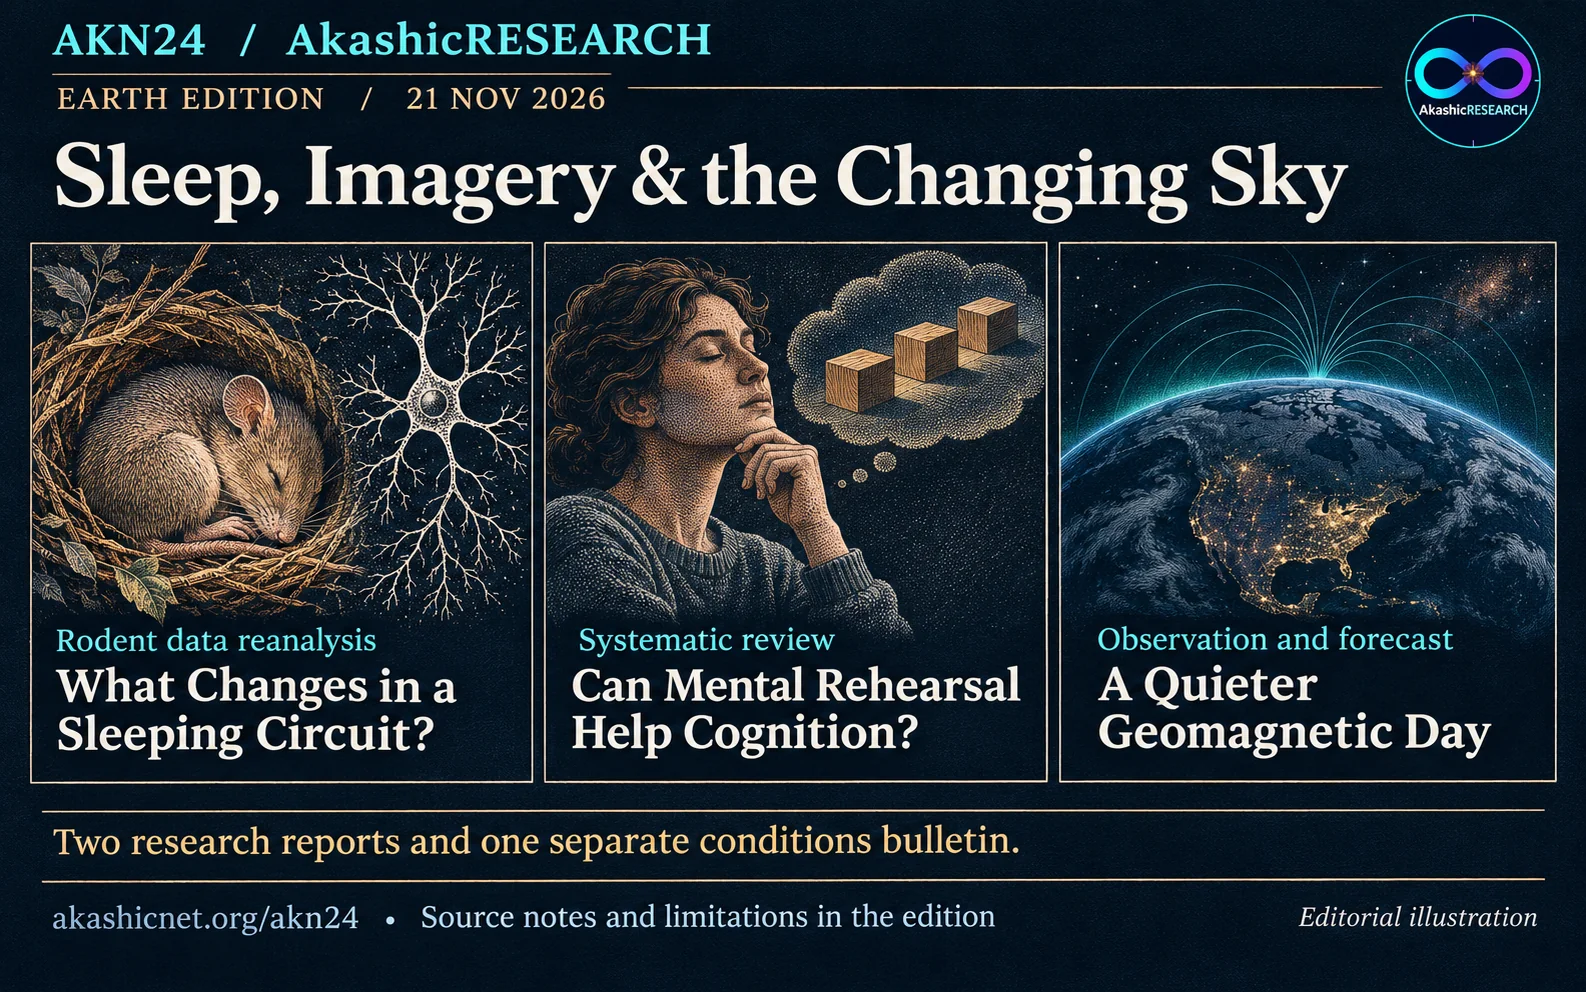 AKN24 / AkashicRESEARCH
EARTH EDITION / 21 NOV 2026
AkashicRESEARCH
Sleep, Imagery & the Changing Sky
Rodent data reanalysis
What Changes in a
Sleeping Circuit?
Systematic review
Can Mental Rehearsal
Help Cognition?
Observation and forecast
A Quieter
Geomagnetic Day
Two research reports and one separate conditions bulletin.
akashicnet.org/akn24 • Source notes and limitations in the edition
Editorial illustration